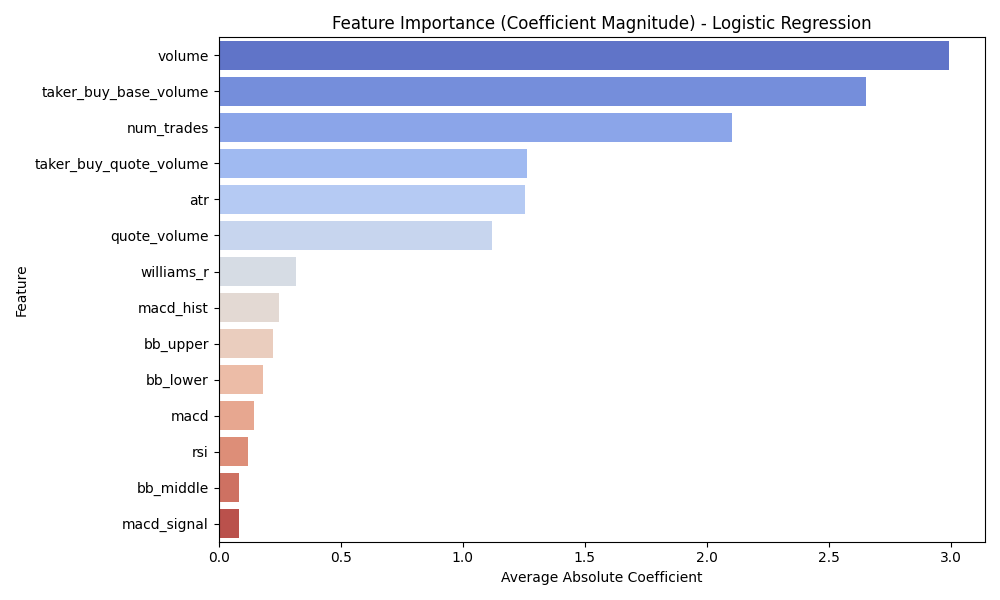 Feature Importance (Coefficient Magnitude) - Logistic Regression
volume
taker_buy_base_volume
num_trades
taker_buy_quote_volume
atr
quote_volume
williams_r
macd_hist
bb_upper
bb_lower
macd
rsi
bb_middle
macd_signal
Feature
0.0 0.5 1.0 1.5 2.0 2.5 3.0
Average Absolute Coefficient